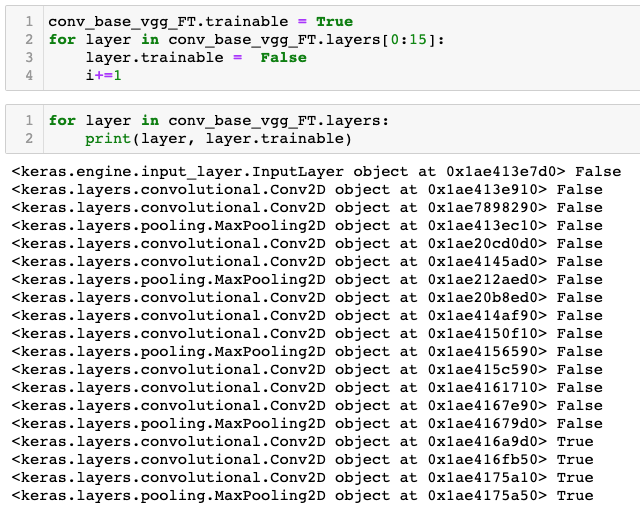 1 conv_base_vgg_FT.trainable = True
2 for layer in conv_base_vgg_FT.layers[0:15]:
3     layer.trainable =  False
4     i+=1
1 for layer in conv_base_vgg_FT.layers:
2     print(layer, layer.trainable)
<keras.engine.input_layer.InputLayer object at 0x1ae413e7d0> False
<keras.layers.convolutional.Conv2D object at 0x1ae413e910> False
<keras.layers.convolutional.Conv2D object at 0x1ae7898290> False
<keras.layers.pooling.MaxPooling2D object at 0x1ae413ec10> False
<keras.layers.convolutional.Conv2D object at 0x1ae20cd0d0> False
<keras.layers.convolutional.Conv2D object at 0x1ae4145ad0> False
<keras.layers.pooling.MaxPooling2D object at 0x1ae212aed0> False
<keras.layers.convolutional.Conv2D object at 0x1ae20b8ed0> False
<keras.layers.convolutional.Conv2D object at 0x1ae414af90> False
<keras.layers.convolutional.Conv2D object at 0x1ae4150f10> False
<keras.layers.pooling.MaxPooling2D object at 0x1ae4156590> False
<keras.layers.convolutional.Conv2D object at 0x1ae415c590> False
<keras.layers.convolutional.Conv2D object at 0x1ae4161710> False
<keras.layers.convolutional.Conv2D object at 0x1ae4167e90> False
<keras.layers.pooling.MaxPooling2D object at 0x1ae41679d0> False
<keras.layers.convolutional.Conv2D object at 0x1ae416a9d0> True
<keras.layers.convolutional.Conv2D object at 0x1ae416fb50> True
<keras.layers.convolutional.Conv2D object at 0x1ae4175a10> True
<keras.layers.pooling.MaxPooling2D object at 0x1ae4175a50> True